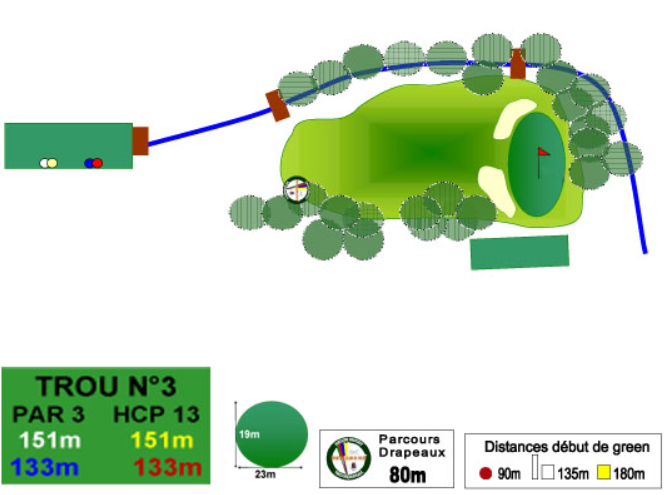 TROU N°3
PAR 3 HCP 13
151m 151m
133m 133m
19m
23m
Parcours
Drapeaux
80m
Distances début de green
90m 135m 180m